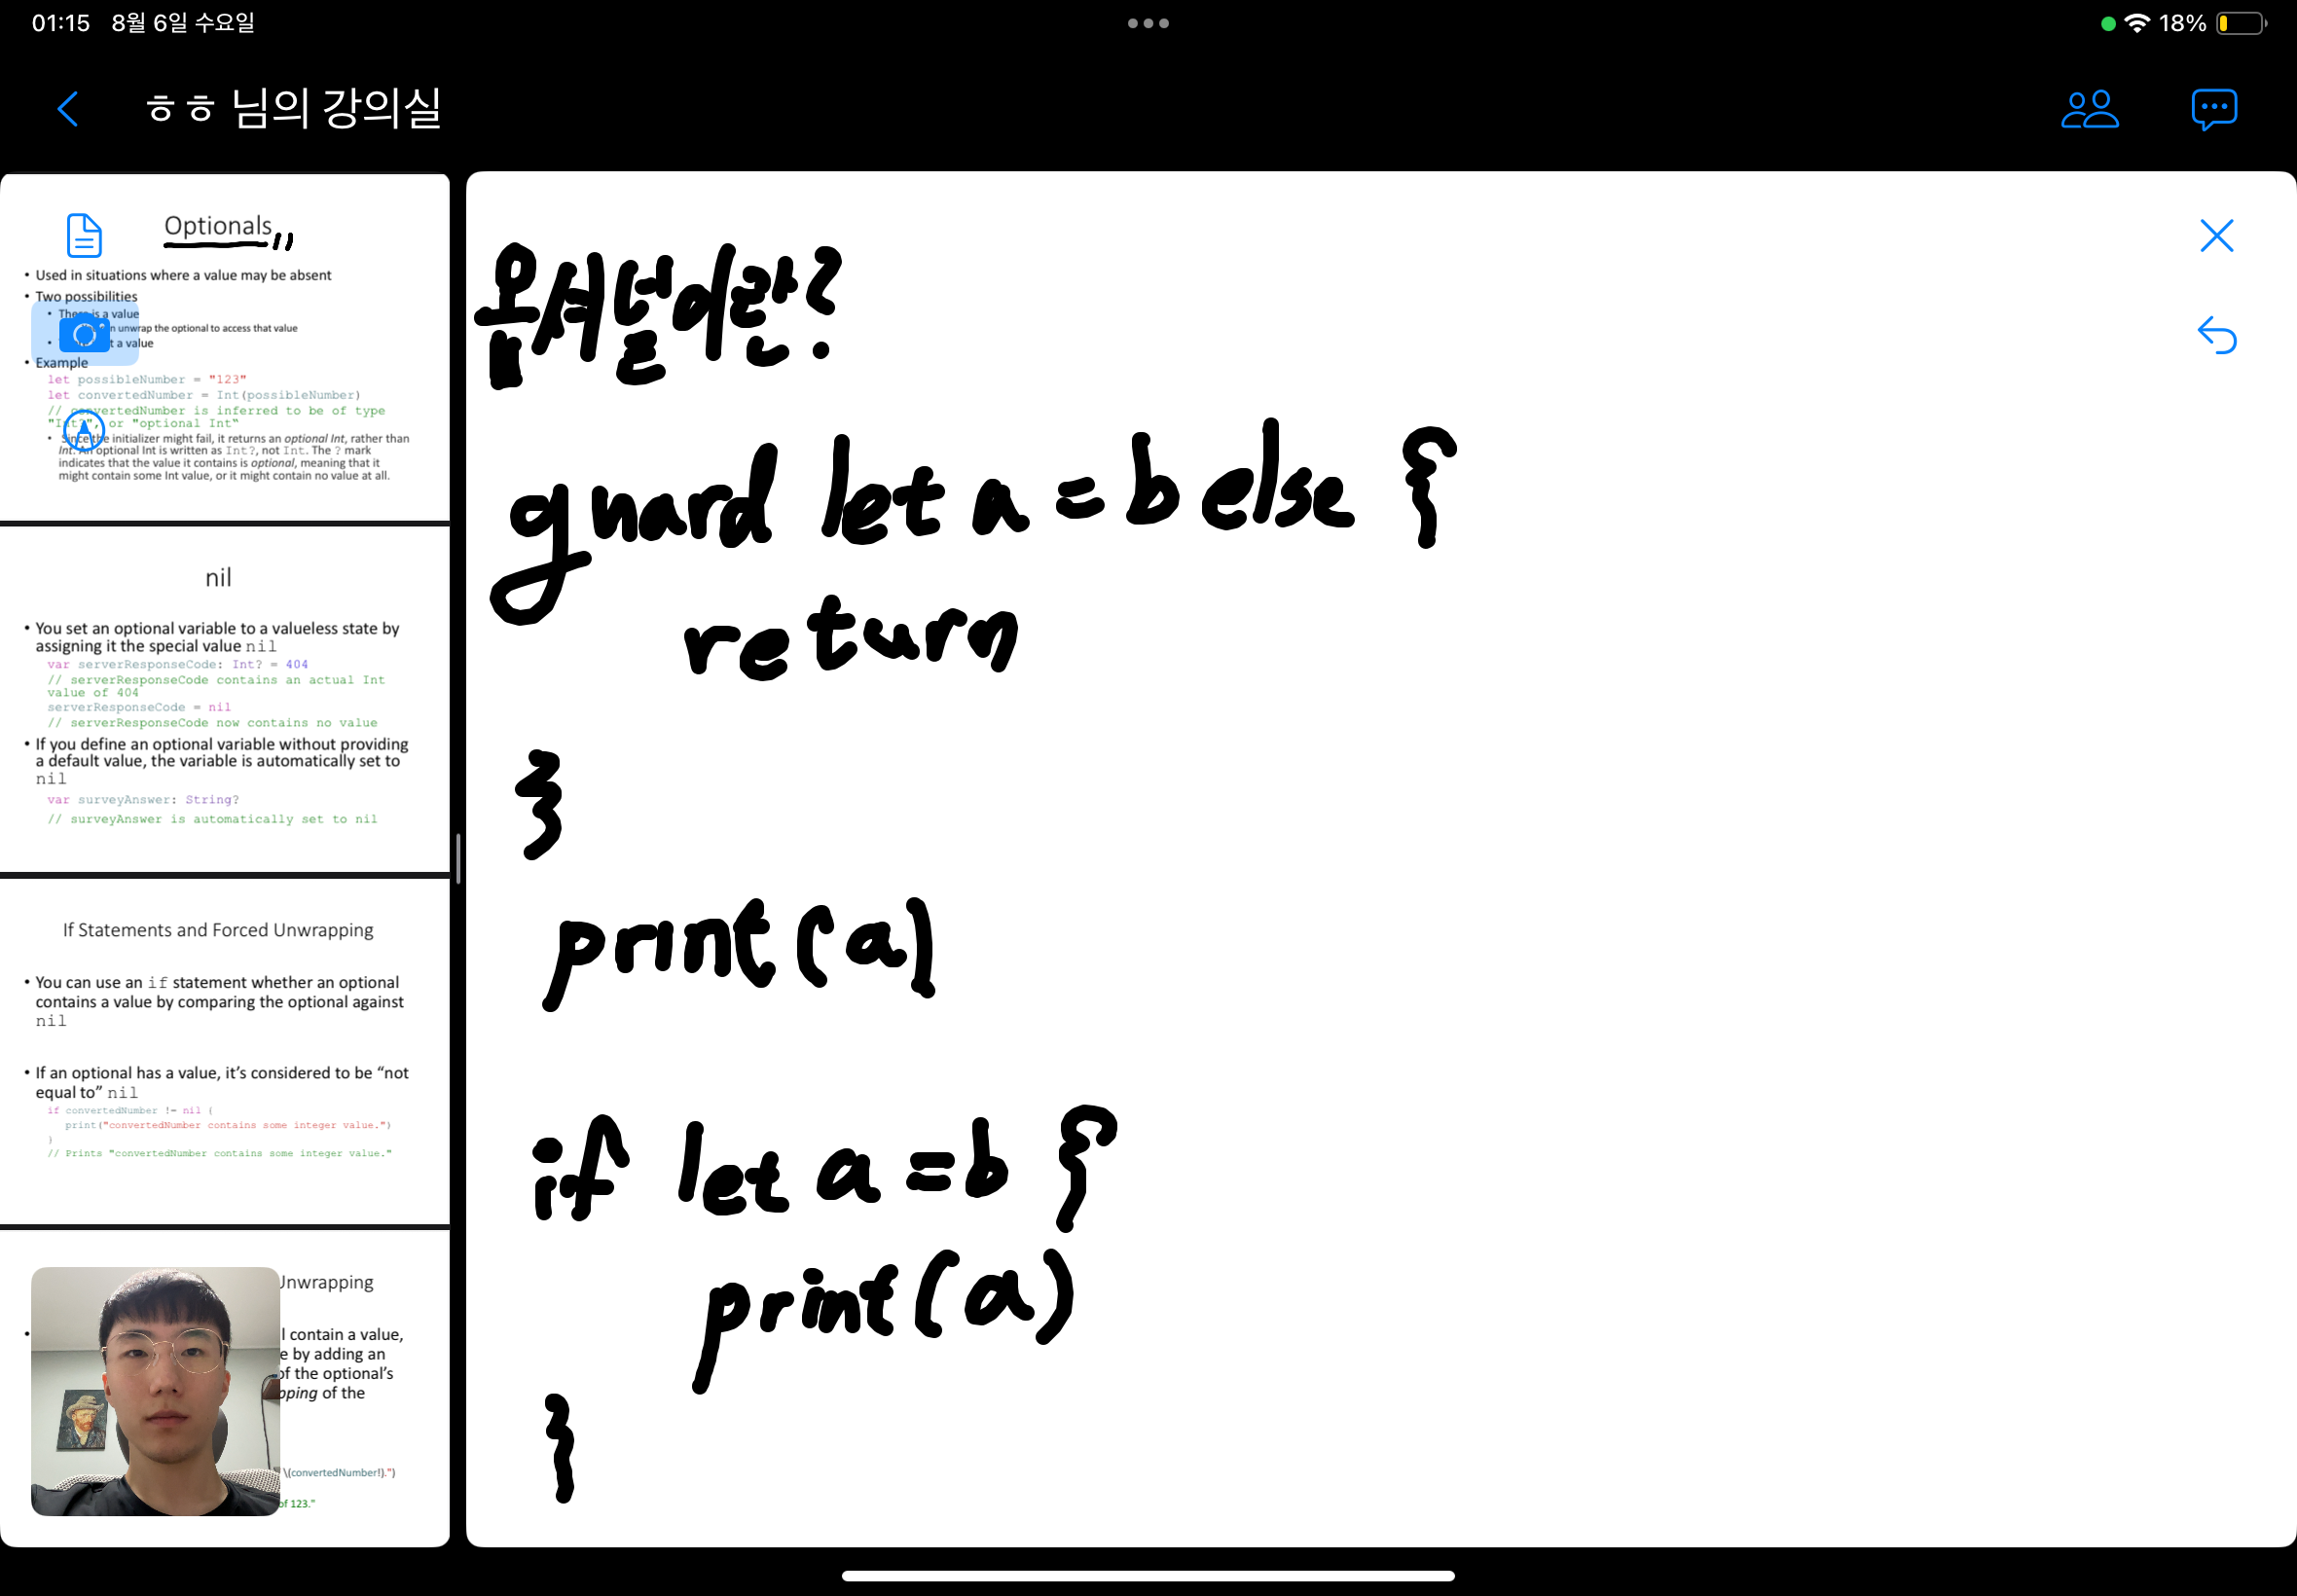 01:15 8월 6일 수요일
18%
ㅎㅎ 님의 강의실
Optionals
• Used in situations where a value may be absent
• Two possibilities
• There is a value
n unwrap the optional to access that value
• t a value
• Example
let possibleNumber = "123"
let convertedNumber = Int(possibleNumber)
// convertedNumber is inferred to be of type
"Int?", or "optional Int"
• Since the initializer might fail, it returns an optional Int, rather than
Int. An optional Int is written as Int?, not Int. The ? mark
indicates that the value it contains is optional, meaning that it
might contain some Int value, or it might contain no value at all.
nil
• You set an optional variable to a valueless state by
assigning it the special value nil
var serverResponseCode: Int? = 404
// serverResponseCode contains an actual Int
value of 404
serverResponseCode = nil
// serverResponseCode now contains no value
• If you define an optional variable without providing
a default value, the variable is automatically set to
nil
var surveyAnswer: String?
// surveyAnswer is automatically set to nil
If Statements and Forced Unwrapping
• You can use an if statement whether an optional
contains a value by comparing the optional against
nil
• If an optional has a value, it's considered to be “not
equal to” nil
if convertedNumber != nil {
print("convertedNumber contains some integer value.")
}
// Prints "convertedNumber contains some integer value."
Unwrapping
• l contain a value,
e by adding an
of the optional's
pping of the
\(convertedNumber!).")
of 123."
옵셔널이란?
guard let a = b else {
return
}
print(a)
if let a = b {
print(a)
}